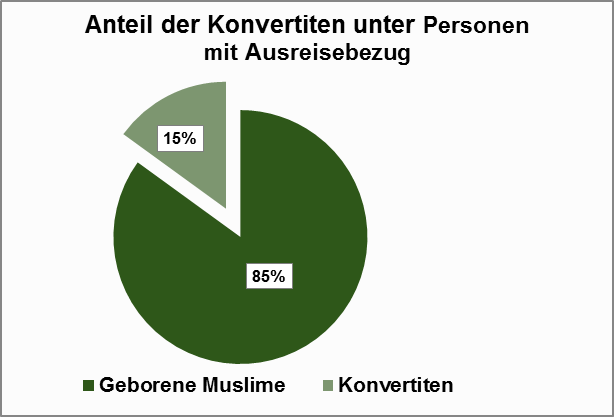 Anteil der Konvertiten unter Personen
mit Ausreisebezug
15%
85%
Geborene Muslime Konvertiten